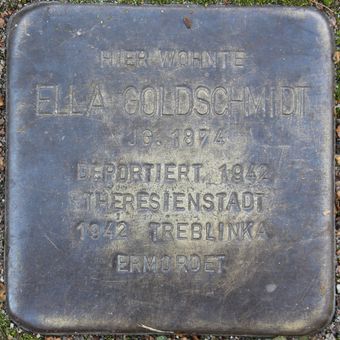 HIER WOHNTE
ELLA GOLDSCHMIDT
JG. 1874
DEPORTIERT 1942
THERESIENSTADT
1942 TREBLINKA
ERMORDET